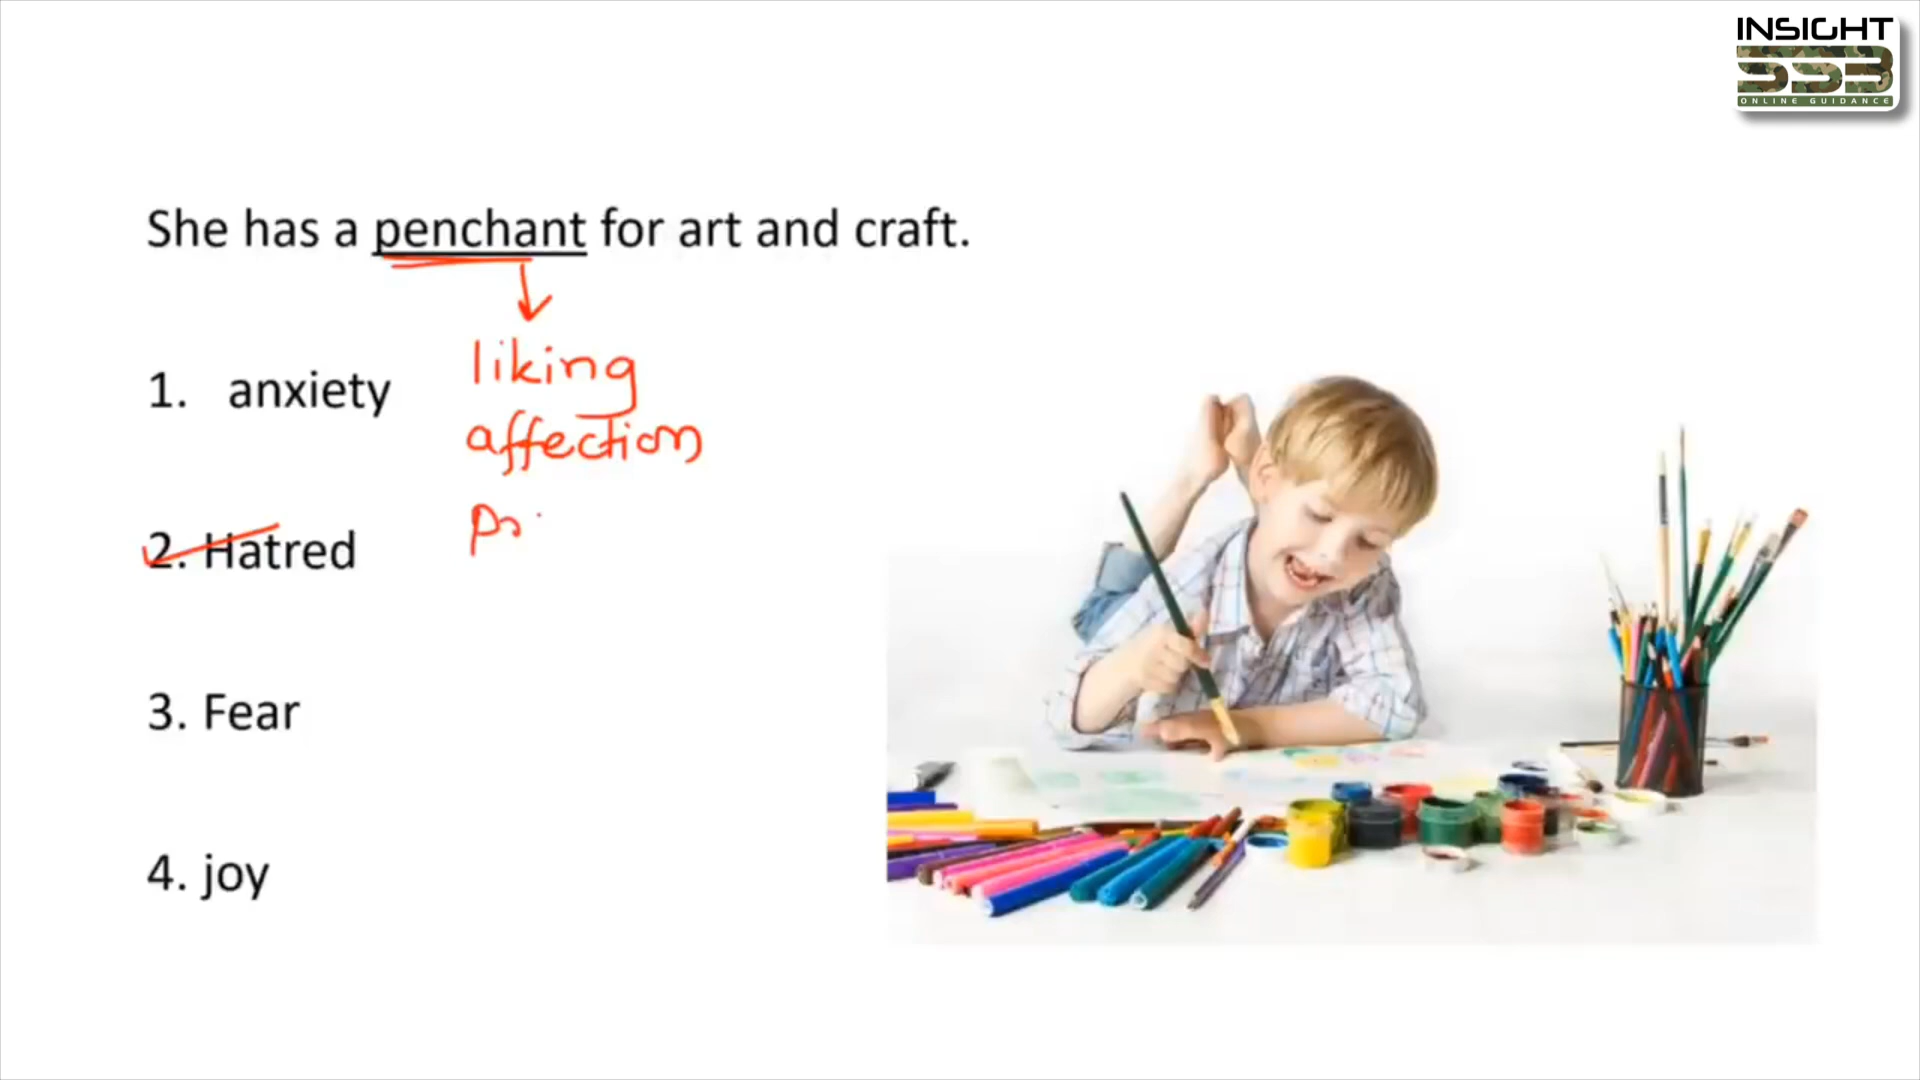 INSIGHT
SSB
ONLINE GUIDANCE
She has a penchant for art and craft.
liking
1. anxiety
affection
2. Hatred
3. Fear
4. joy